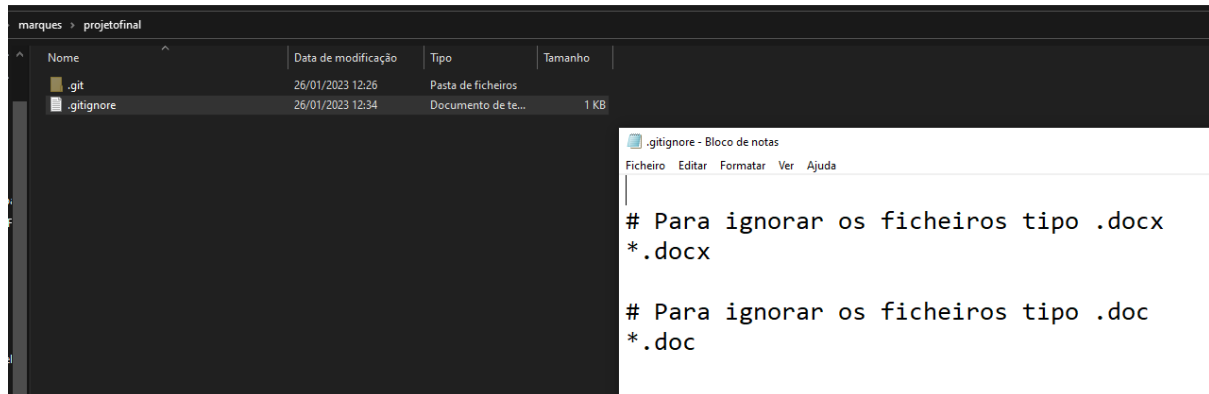 marques > projetofinal
Nome Data de modificação Tipo Tamanho
.git 26/01/2023 12:26 Pasta de ficheiros
.gitignore 26/01/2023 12:34 Documento de te... 1 KB
.gitignore - Bloco de notas
Ficheiro Editar Formatar Ver Ajuda
# Para ignorar os ficheiros tipo .docx
*.docx
# Para ignorar os ficheiros tipo .doc
*.doc